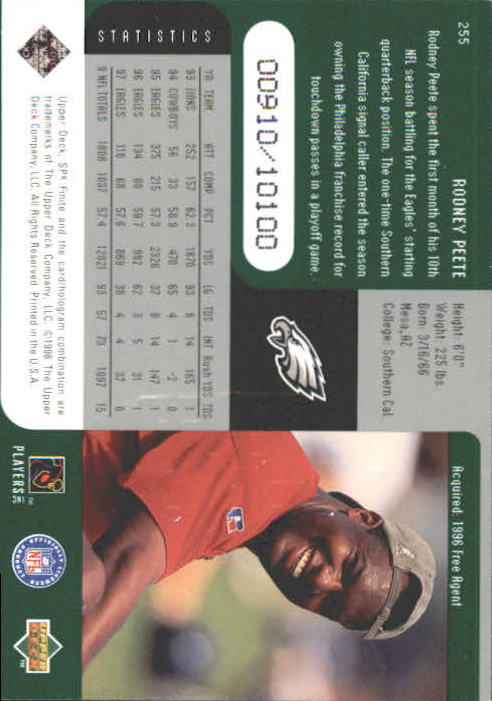 255
RODNEY PEETE
Rodney Peete spent the first month of his 10th
NFL season battling for the Eagles' starting
quarterback position. The one-time Southern
California signal caller entered the season
owning the Philadelphia franchise record for
touchdown passes in a playoff game.
00910/10100
Height: 6'0"
Weight: 225 lbs.
Born: 3/16/66
Mesa, AZ
College: Southern Cal
Acquired: 1996 Free Agent
STATISTICS
YR TEAM ATT COMP PCT YDS LG TDS INT Rush YDS TDS
93 LIONS 252 157 62.3 1670 93 6 14 165 1
94 COWBOYS 56 33 58.9 470 65 4 1 -2 0
95 EAGLES 375 215 57.3 2326 37 8 14 147 1
96 EAGLES 134 80 59.7 992 62 3 5 31 1
97 EAGLES 118 68 57.6 869 38 4 4 37 0
9 NFL TOTALS 1808 1037 57.4 12821 93 57 73 1097 15
Upper Deck, SPx Finite and the card/hologram combination are
trademarks of The Upper Deck Company, LLC. ©1998 The Upper
Deck Company, LLC. All Rights Reserved. Printed in the U.S.A.
PLAYERS INC
TM
OFFICIALLY LICENSED PRODUCT
NFL
UPPER DECK
TM